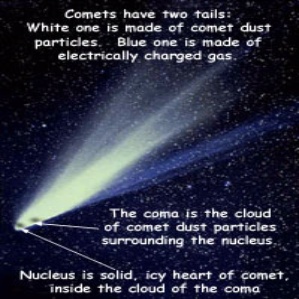 Comets have two tails:
White one is made of comet dust
particles.  Blue one is made of
electrically charged gas.
The coma is the cloud
of comet dust particles
surrounding the nucleus
Nucleus is solid, icy heart of comet,
inside the cloud of the coma